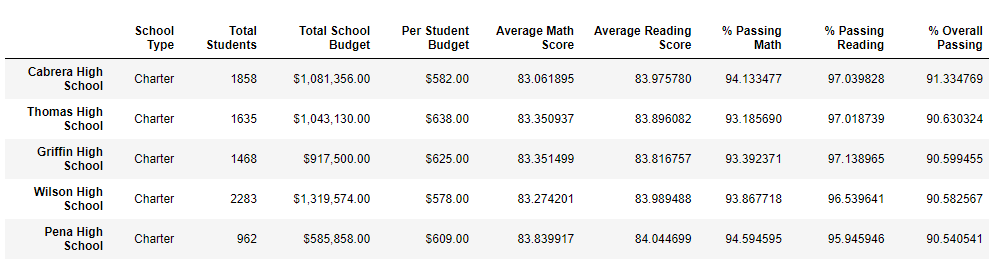 School Type Total Students Total School Budget Per Student Budget Average Math Score Average Reading Score % Passing Math % Passing Reading % Overall Passing
Cabrera High School Charter 1858 $1,081,356.00 $582.00 83.061895 83.975780 94.133477 97.039828 91.334769
Thomas High School Charter 1635 $1,043,130.00 $638.00 83.350937 83.896082 93.185690 97.018739 90.630324
Griffin High School Charter 1468 $917,500.00 $625.00 83.351499 83.816757 93.392371 97.138965 90.599455
Wilson High School Charter 2283 $1,319,574.00 $578.00 83.274201 83.989488 93.867718 96.539641 90.582567
Pena High School Charter 962 $585,858.00 $609.00 83.839917 84.044699 94.594595 95.945946 90.540541